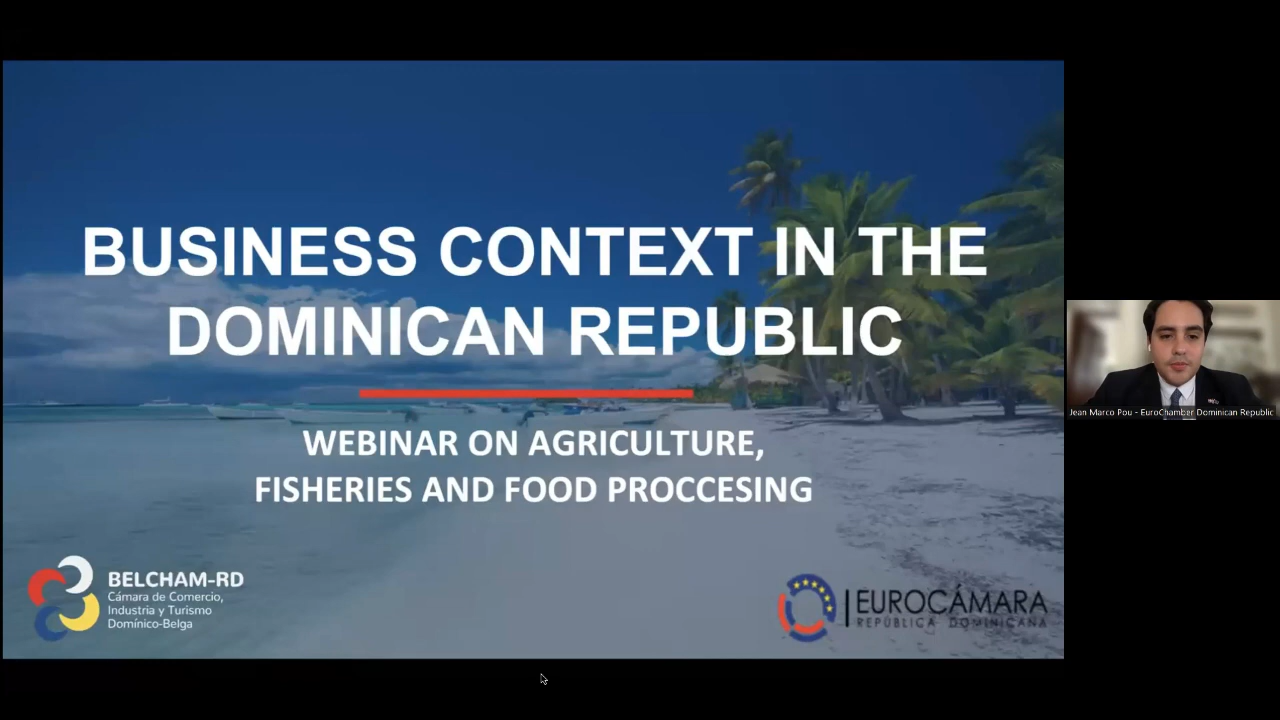 BUSINESS CONTEXT IN THE
DOMINICAN REPUBLIC
WEBINAR ON AGRICULTURE,
FISHERIES AND FOOD PROCCESING
BELCHAM-RD
Cámara de Comercio,
Industria y Turismo
Domínico-Belga
EUROCÁMARA
REPÚBLICA DOMINICANA
Jean Marco Pou - EuroChamber Dominican Republic